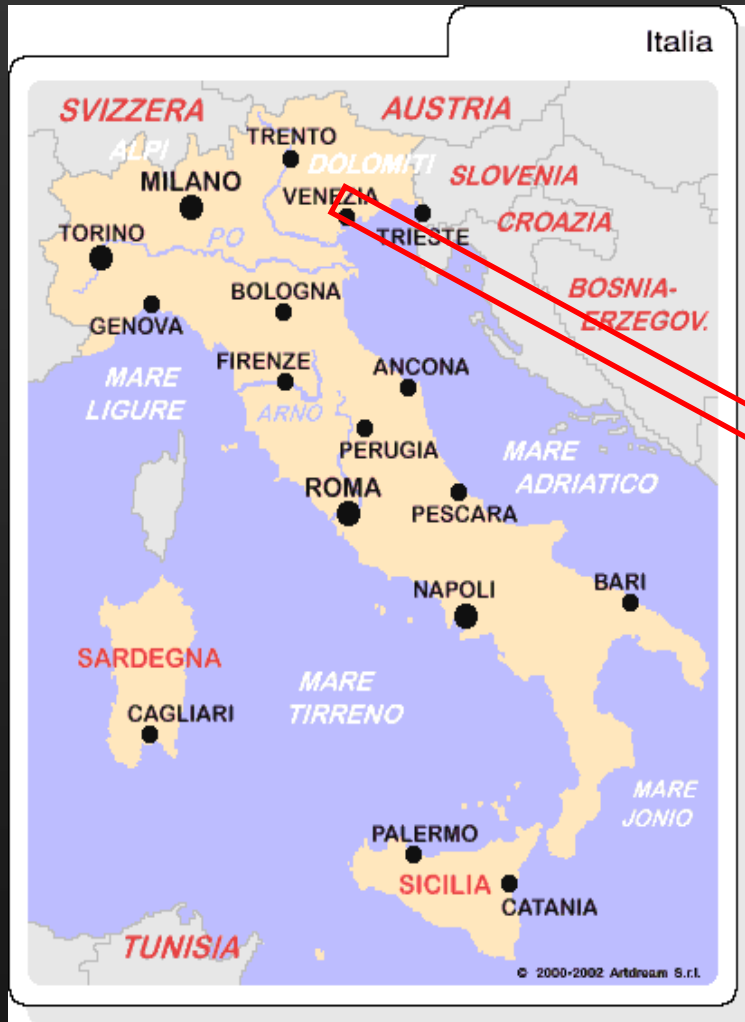 Italia
SVIZZERA
AUSTRIA
TRENTO
ALPI
DOLOMITI
SLOVENIA
MILANO
VENEZIA
CROAZIA
TORINO
PO
TRIESTE
BOLOGNA
BOSNIA-
ERZEGOV.
GENOVA
FIRENZE
ANCONA
MARE
LIGURE
ARNO
PERUGIA
MARE
ADRIATICO
ROMA
PESCARA
NAPOLI
BARI
SARDEGNA
MARE
TIRRENO
CAGLIARI
MARE
JONIO
PALERMO
SICILIA
CATANIA
TUNISIA
© 2000-2002 Artdream S.r.l.